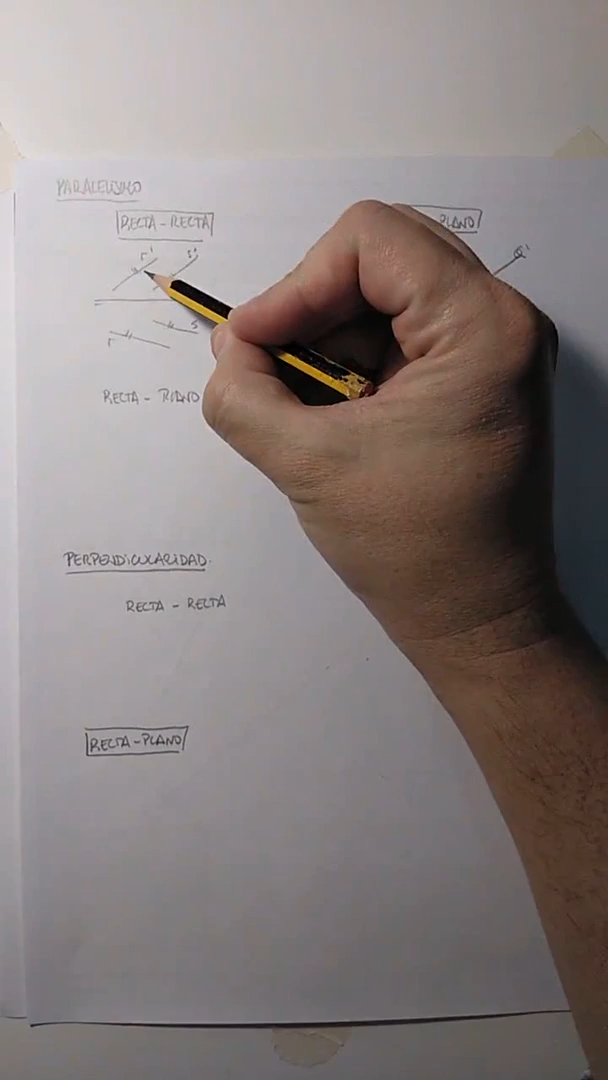 PARALELISMO
RECTA - RECTA
PLANO
r' s'
Q'
s
r
RECTA - PLANO
PERPENDICULARIDAD.
RECTA - RECTA
RECTA - PLANO